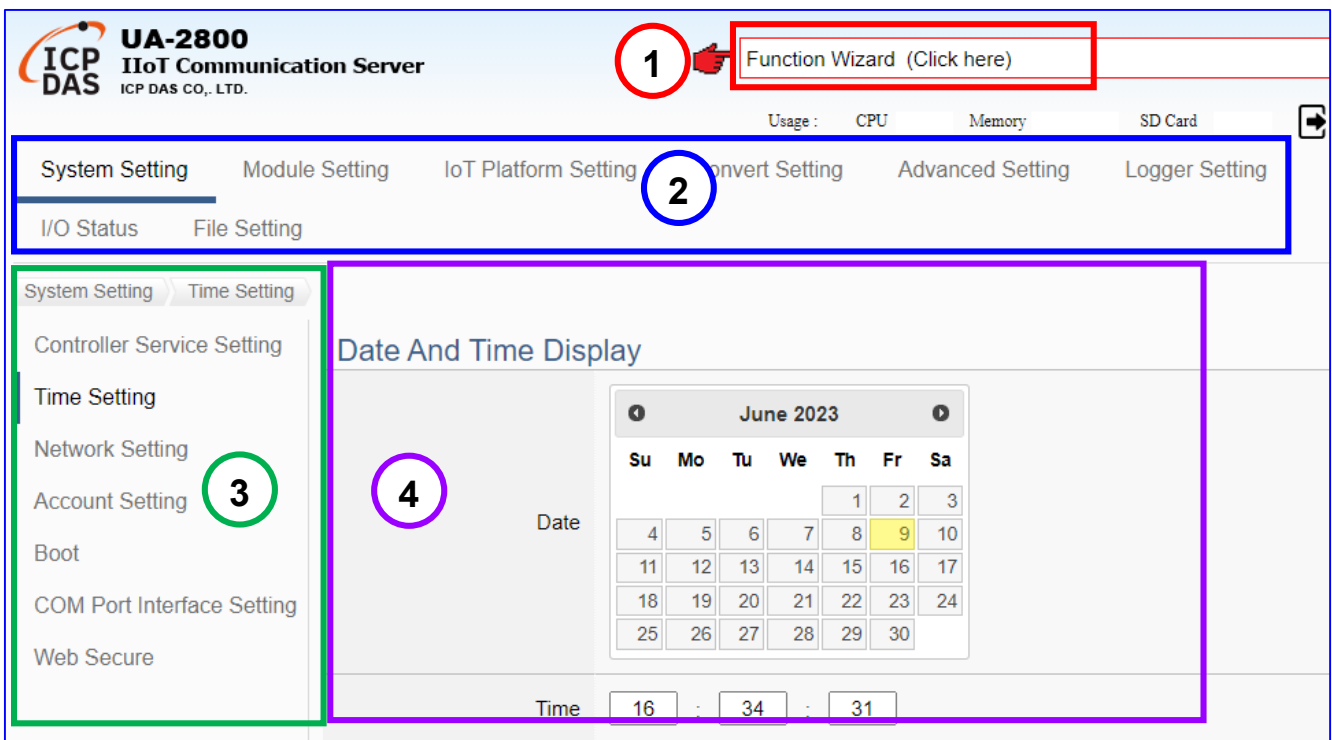 ICP
DAS
UA-2800
IIoT Communication Server
ICP DAS CO,. LTD.
1
Function Wizard (Click here)
Usage : CPU Memory SD Card
System Setting Module Setting IoT Platform Setting onvert Setting Advanced Setting Logger Setting
2
I/O Status File Setting
System Setting Time Setting
Controller Service Setting
Time Setting
Network Setting
Account Setting
Boot
COM Port Interface Setting
Web Secure
3
4
Date And Time Display
Date
June 2023
Su Mo Tu We Th Fr Sa
1 2 3
4 5 6 7 8 9 10
11 12 13 14 15 16 17
18 19 20 21 22 23 24
25 26 27 28 29 30
Time 16 : 34 : 31